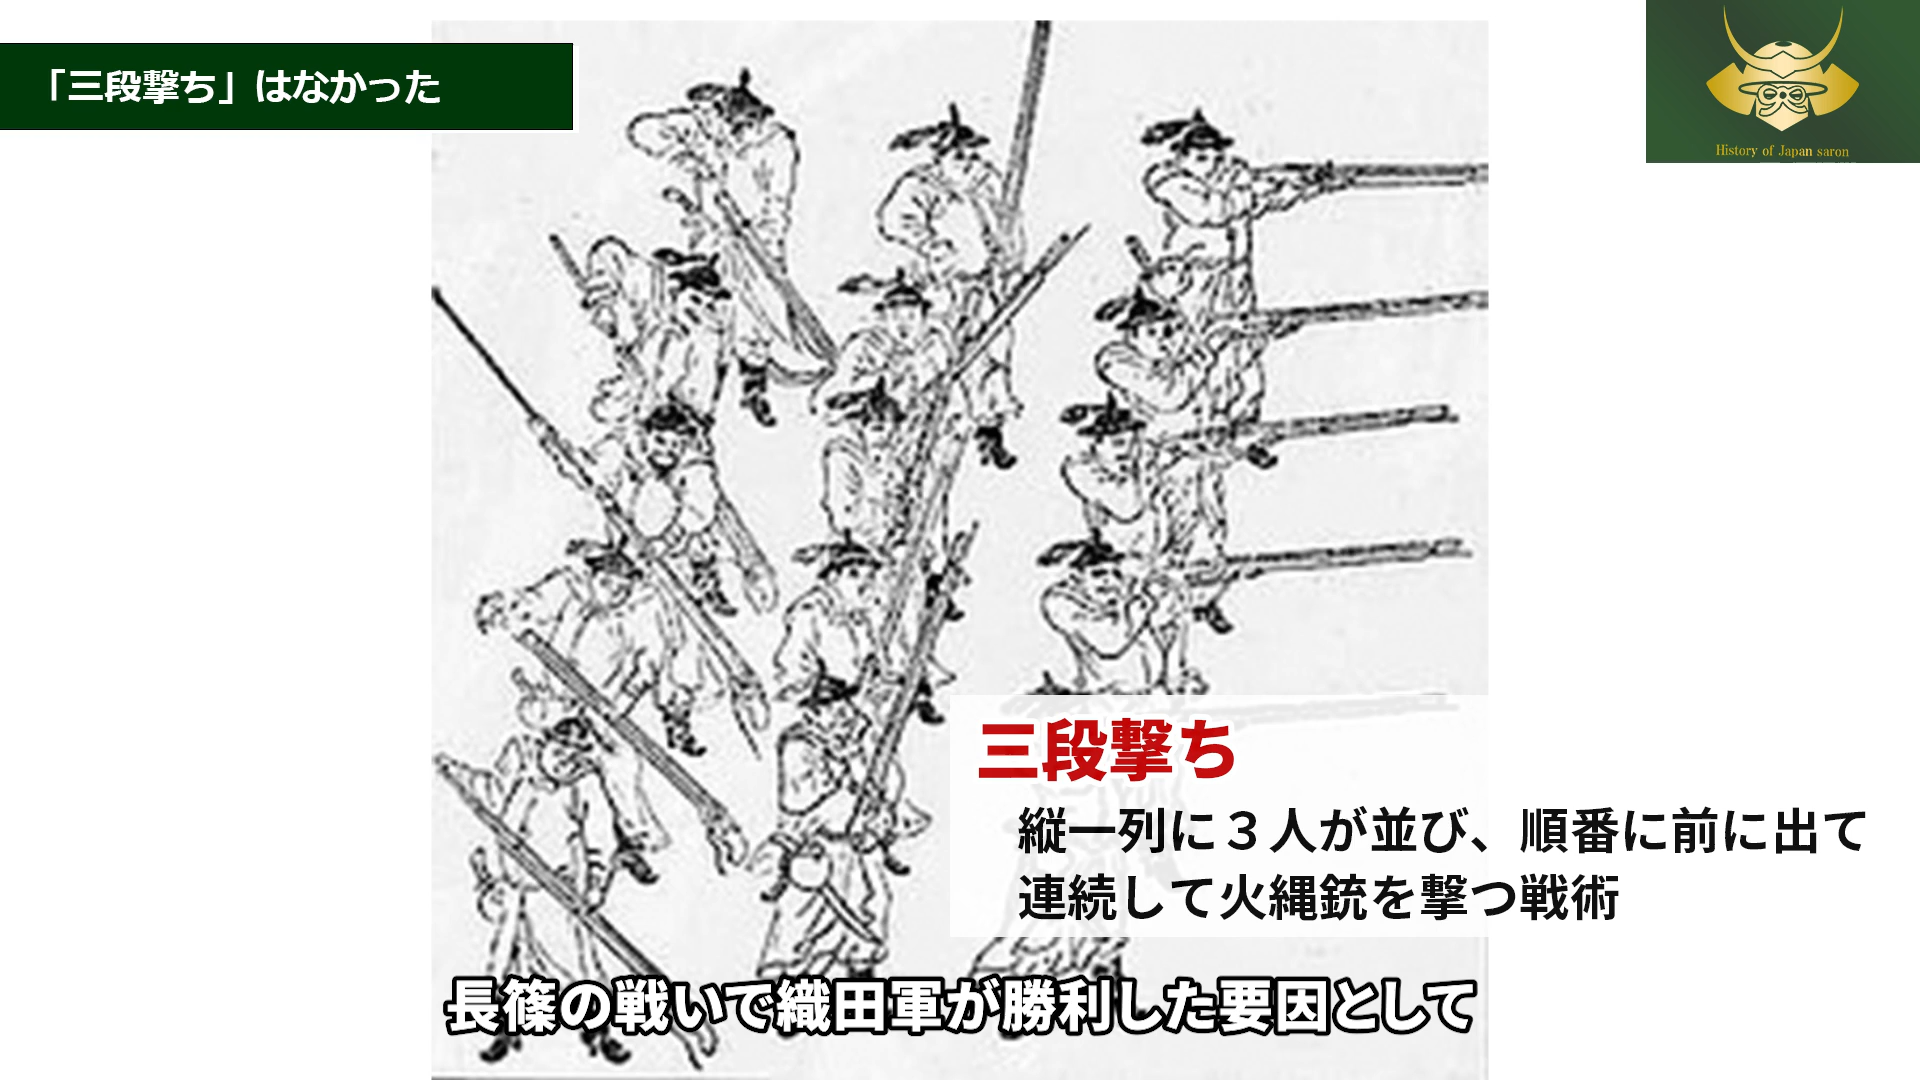 「三段撃ち」はなかった
History of Japan saron
三段撃ち
縦一列に３人が並び、順番に前に出て
連続して火縄銃を撃つ戦術
長篠の戦いで織田軍が勝利した要因として